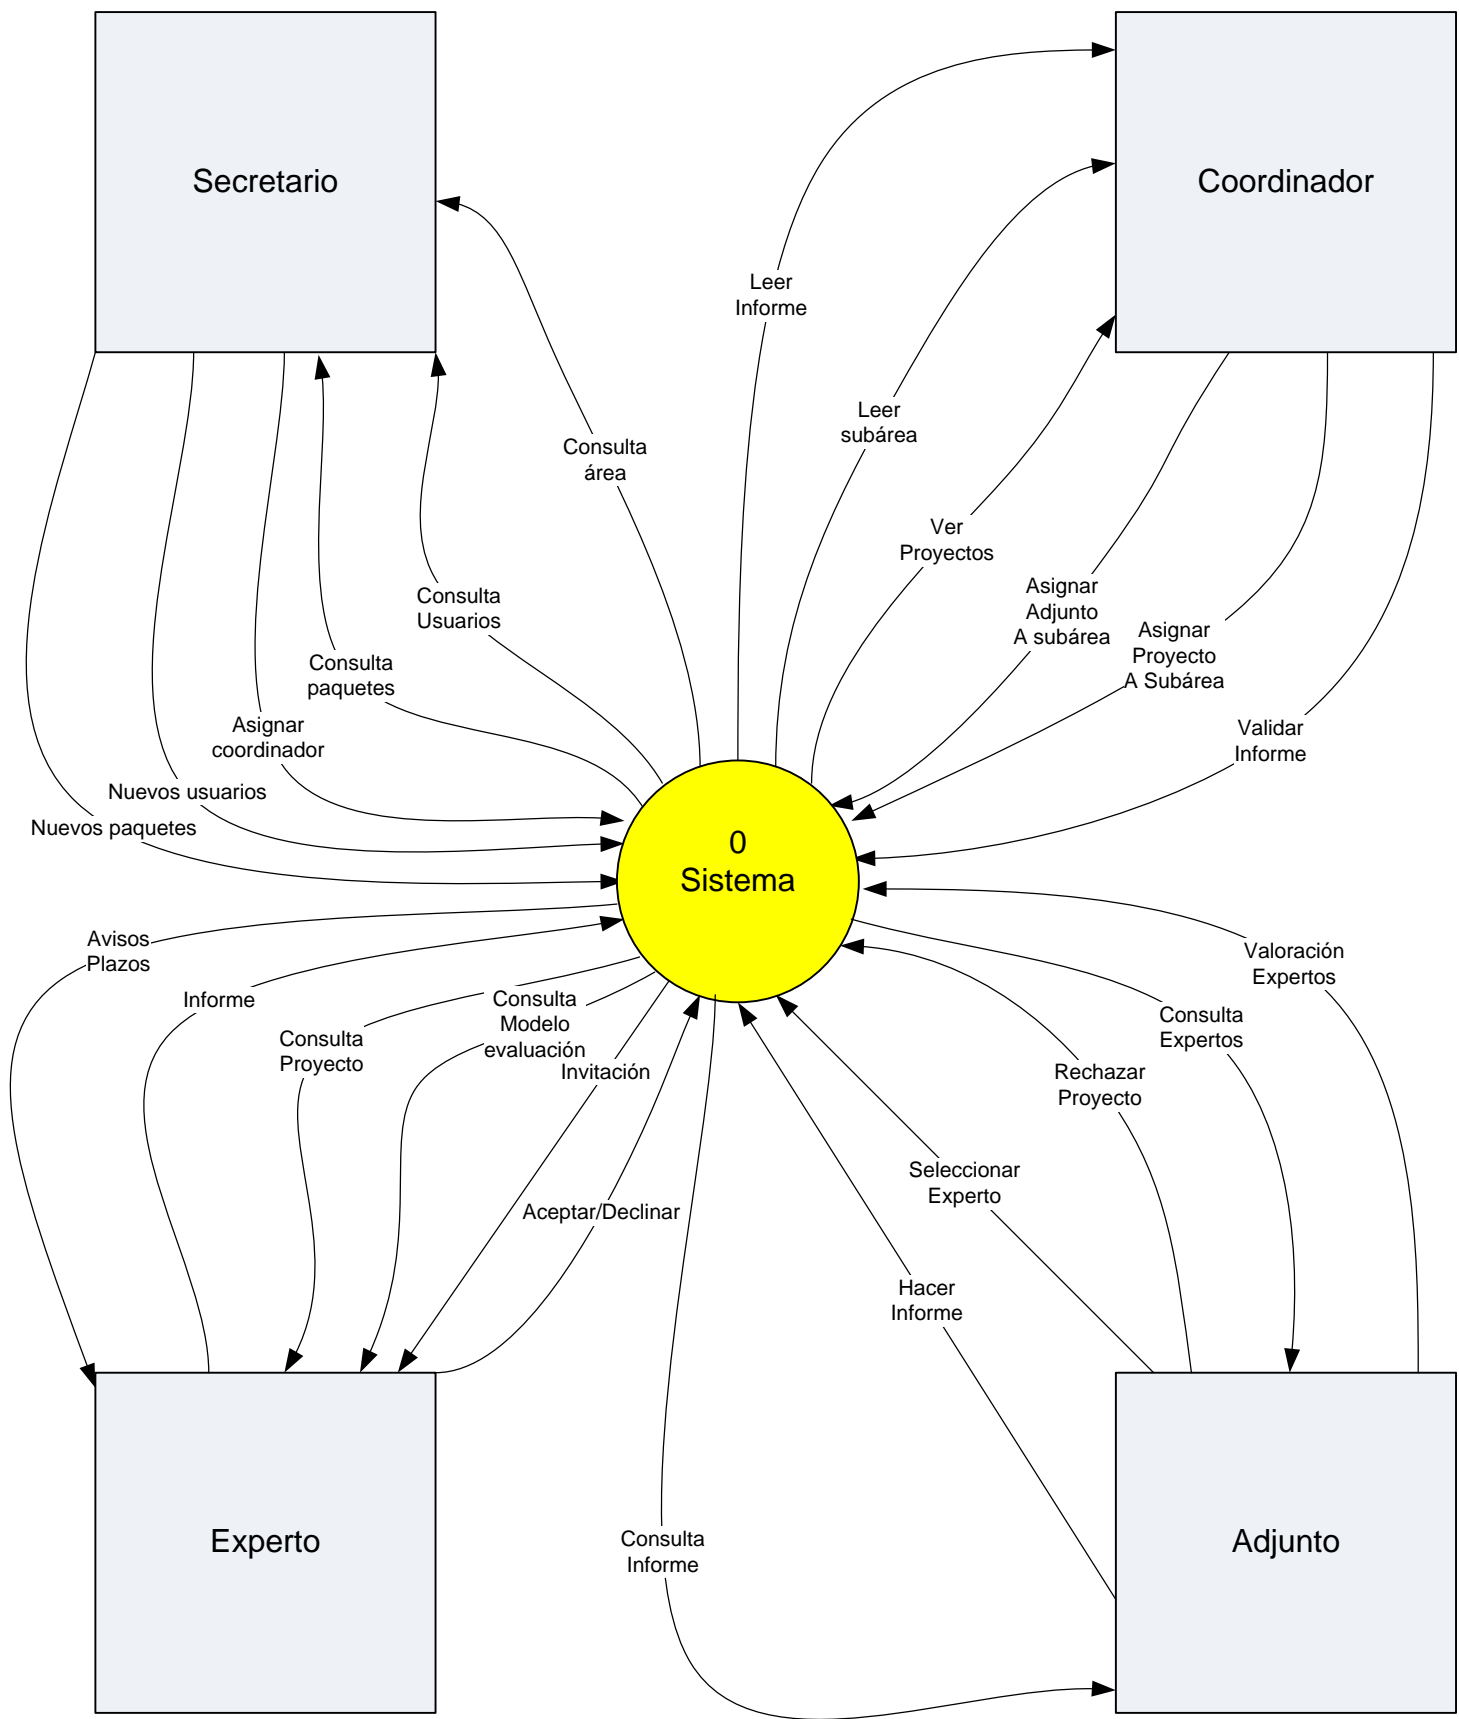 Secretario
Coordinador
Leer
Informe
Leer
subárea
Consulta
área
Ver
Proyectos
Consulta
Usuarios
Asignar
Adjunto
A subárea
Asignar
Proyecto
A Subárea
Consulta
paquetes
Asignar
coordinador
Validar
Informe
Nuevos usuarios
Nuevos paquetes
0
Sistema
Avisos
Plazos
Informe
Consulta
Proyecto
Consulta
Modelo
evaluación
Invitación
Valoración
Expertos
Consulta
Expertos
Rechazar
Proyecto
Seleccionar
Experto
Aceptar/Declinar
Hacer
Informe
Experto
Consulta
Informe
Adjunto